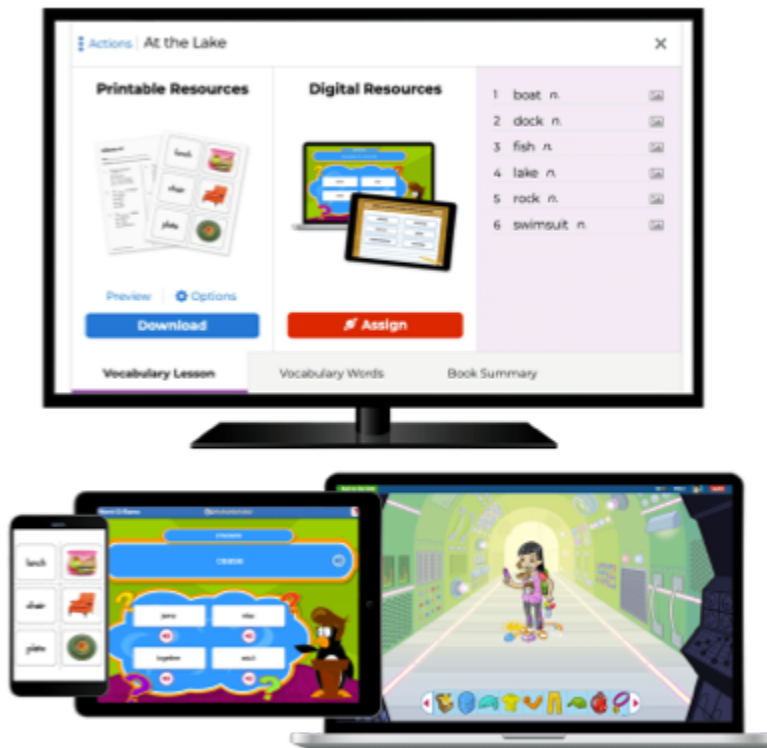 Actions | At the Lake
Printable Resources
lunch
chair
plate
Preview | Options
Download
Digital Resources
Assign
1 boat n.
2 dock n.
3 fish n.
4 lake n.
5 rock n.
6 swimsuit n.
Vocabulary Lesson
Vocabulary Words
Book Summary
lunch
chair
plate
together